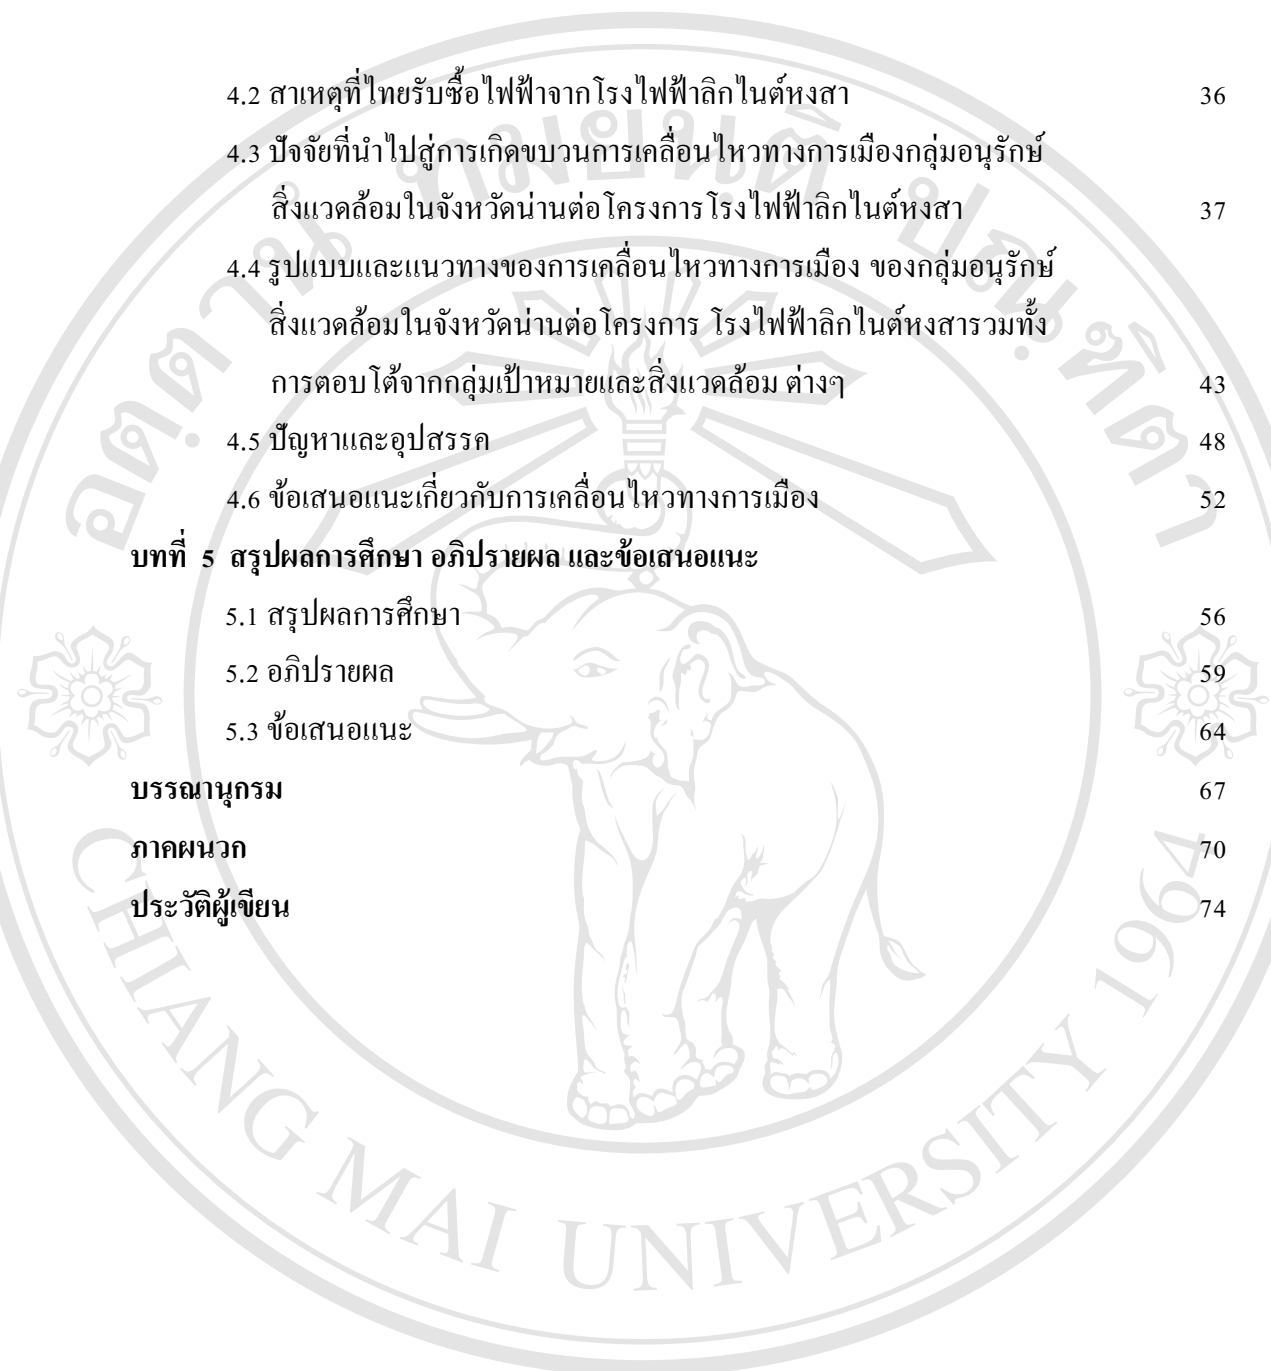 4.2 สาเหตุที่ไทยรับซื้อไฟฟ้าจากโรงไฟฟ้าลิกไนต์หงสา 36
4.3 ปัจจัยที่นำไปสู่การเกิดขบวนการเคลื่อนไหวทางการเมืองกลุ่มอนุรักษ์
สิ่งแวดล้อมในจังหวัดน่านต่อโครงการโรงไฟฟ้าลิกไนต์หงสา 37
4.4 รูปแบบและแนวทางของการเคลื่อนไหวทางการเมือง ของกลุ่มอนุรักษ์
สิ่งแวดล้อมในจังหวัดน่านต่อโครงการ โรงไฟฟ้าลิกไนต์หงสารวมทั้ง
การตอบโต้จากกลุ่มเป้าหมายและสิ่งแวดล้อม ต่างๆ 43
4.5 ปัญหาและอุปสรรค 48
4.6 ข้อเสนอแนะเกี่ยวกับการเคลื่อนไหวทางการเมือง 52
บทที่ 5 สรุปผลการศึกษา อภิปรายผล และข้อเสนอแนะ
5.1 สรุปผลการศึกษา 56
5.2 อภิปรายผล 59
5.3 ข้อเสนอแนะ 64
บรรณานุกรม 67
ภาคผนวก 70
ประวัติผู้เขียน 74
อตฺตานํ ทมยนฺติ ปณฺฑิตา
CHIANG MAI UNIVERSITY 1964